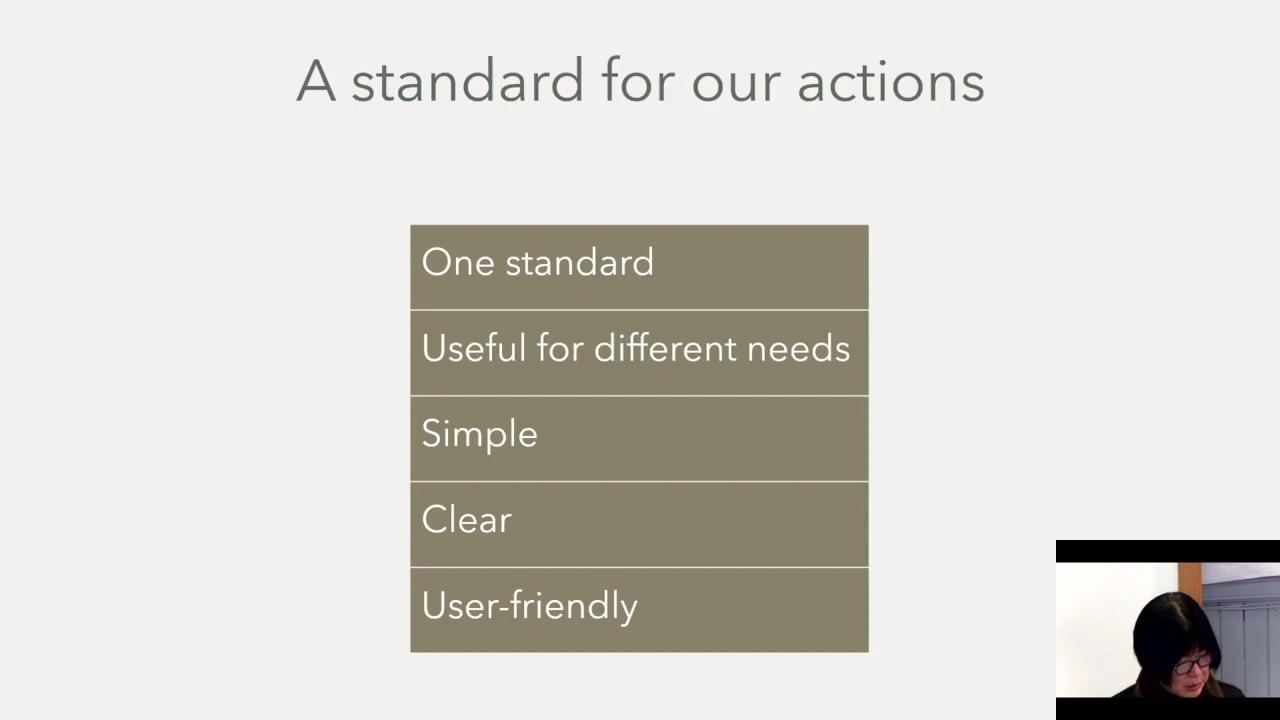 A standard for our actions
One standard
Useful for different needs
Simple
Clear
User-friendly